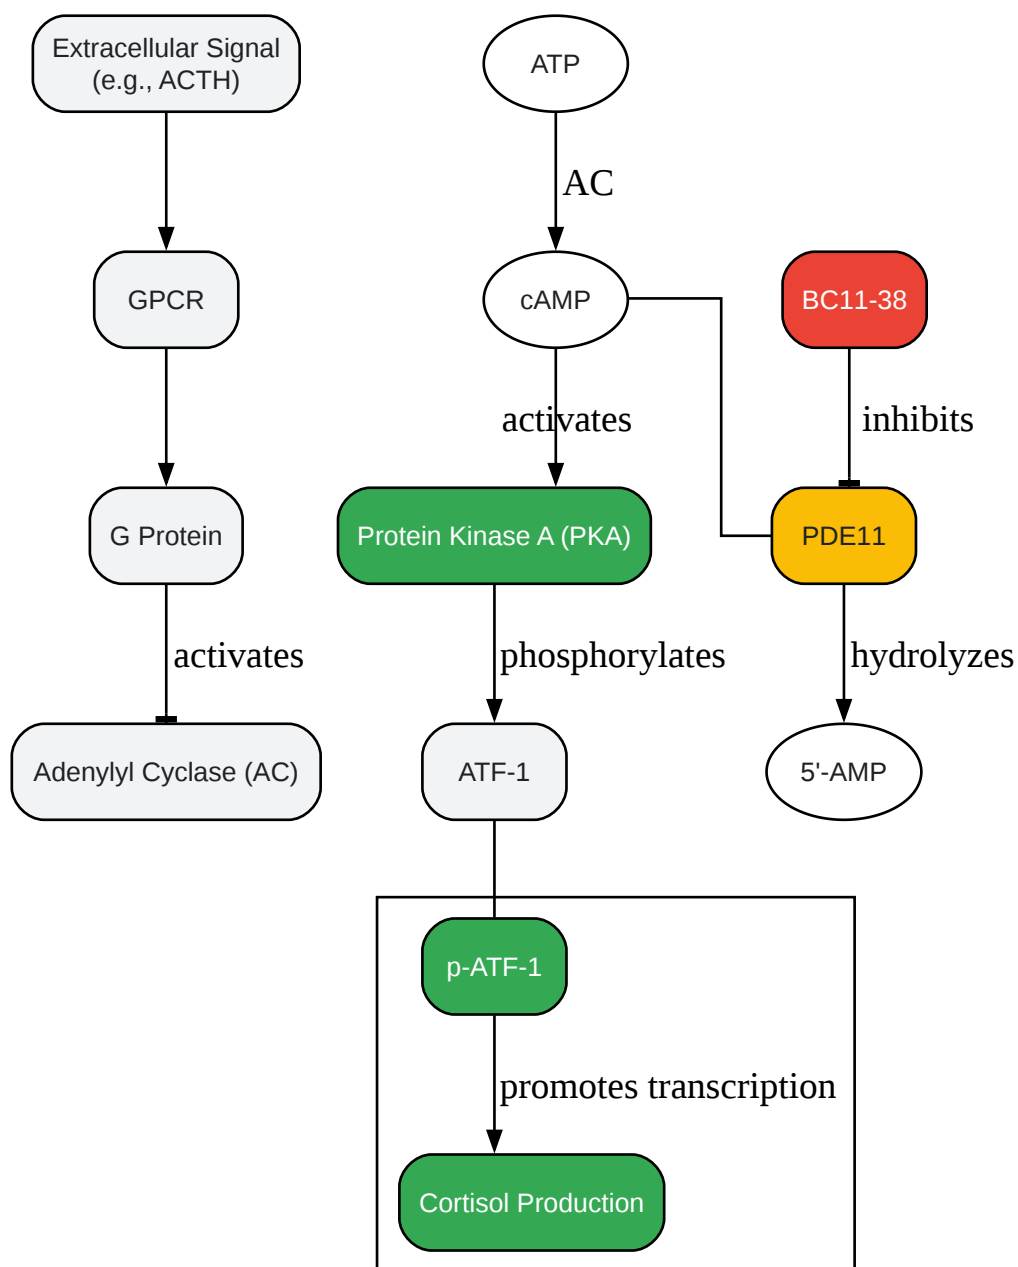 Extracellular Signal
(e.g., ACTH)
ATP
AC
GPCR
cAMP
BC11-38
activates
inhibits
G Protein
Protein Kinase A (PKA)
PDE11
activates
phosphorylates
hydrolyzes
Adenylyl Cyclase (AC)
ATF-1
5'-AMP
p-ATF-1
promotes transcription
Cortisol Production